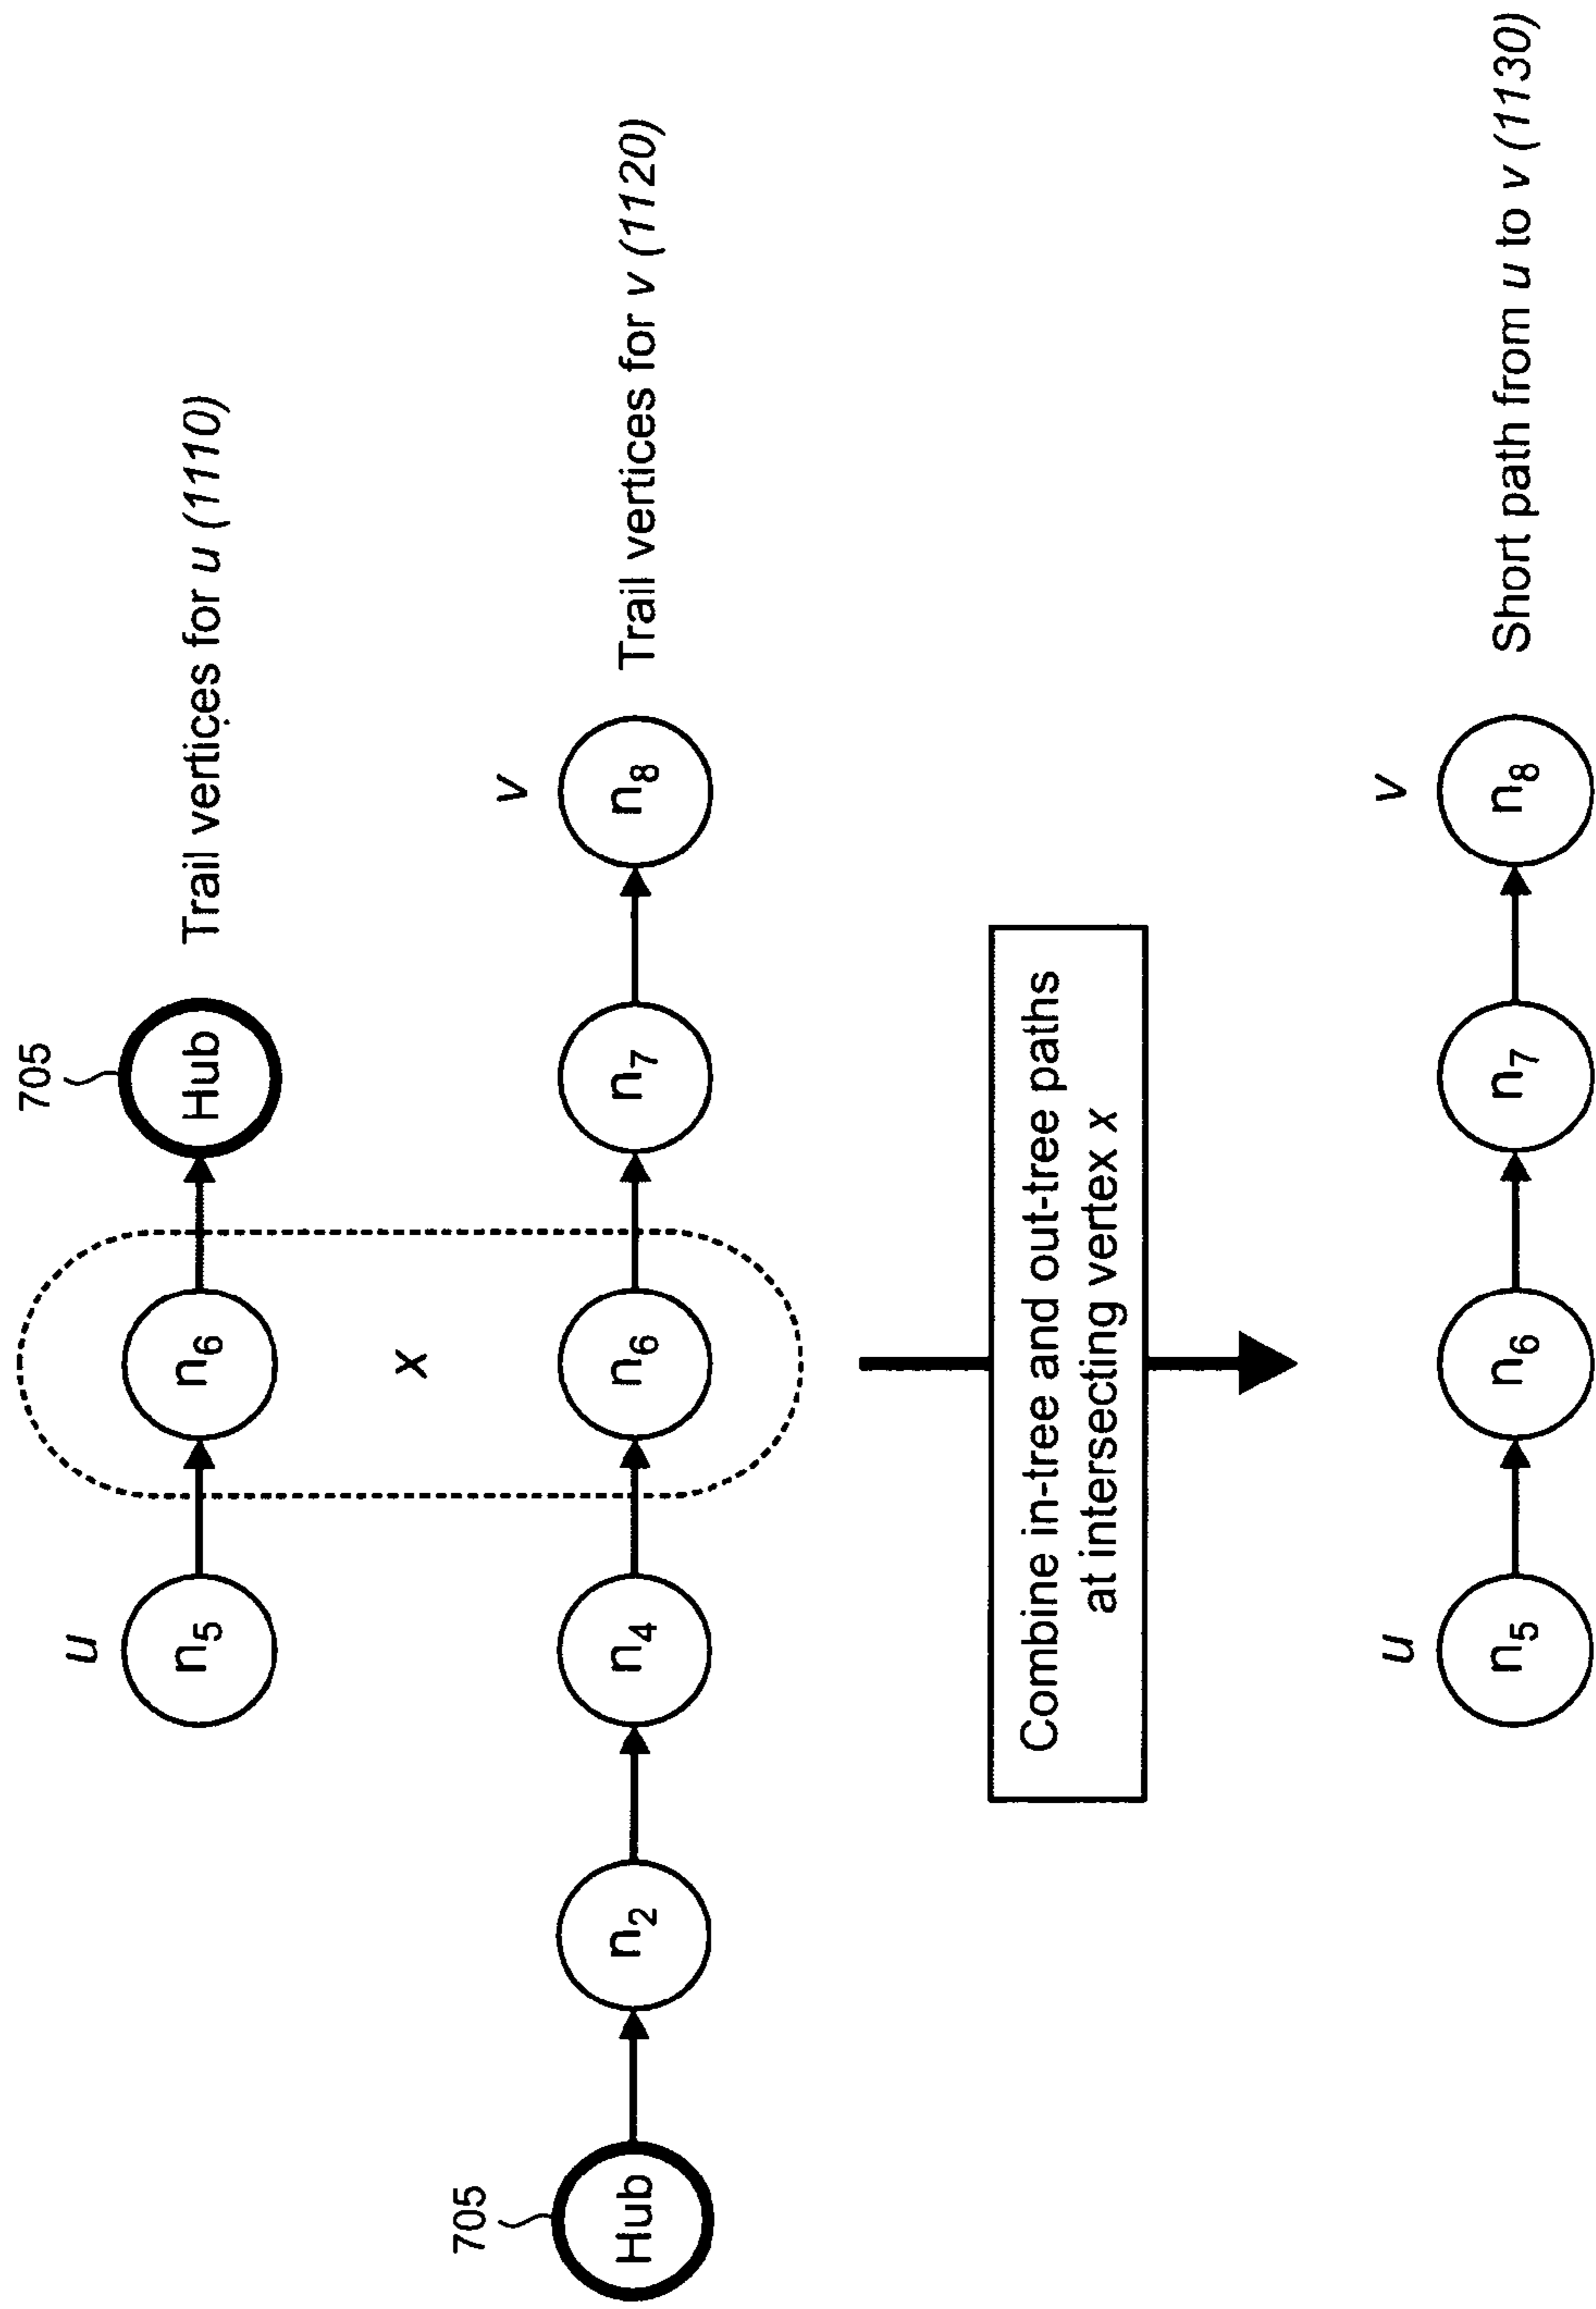 705
u
n5
n6
Hub
Trail vertices for u (1110)
x
705
v
Hub
n2
n4
n6
n7
n8
Trail vertices for v (1120)
Combine in-tree and out-tree paths
at intersecting vertex x
u
v
n5
n6
n7
n8
Short path from u to v (1130)